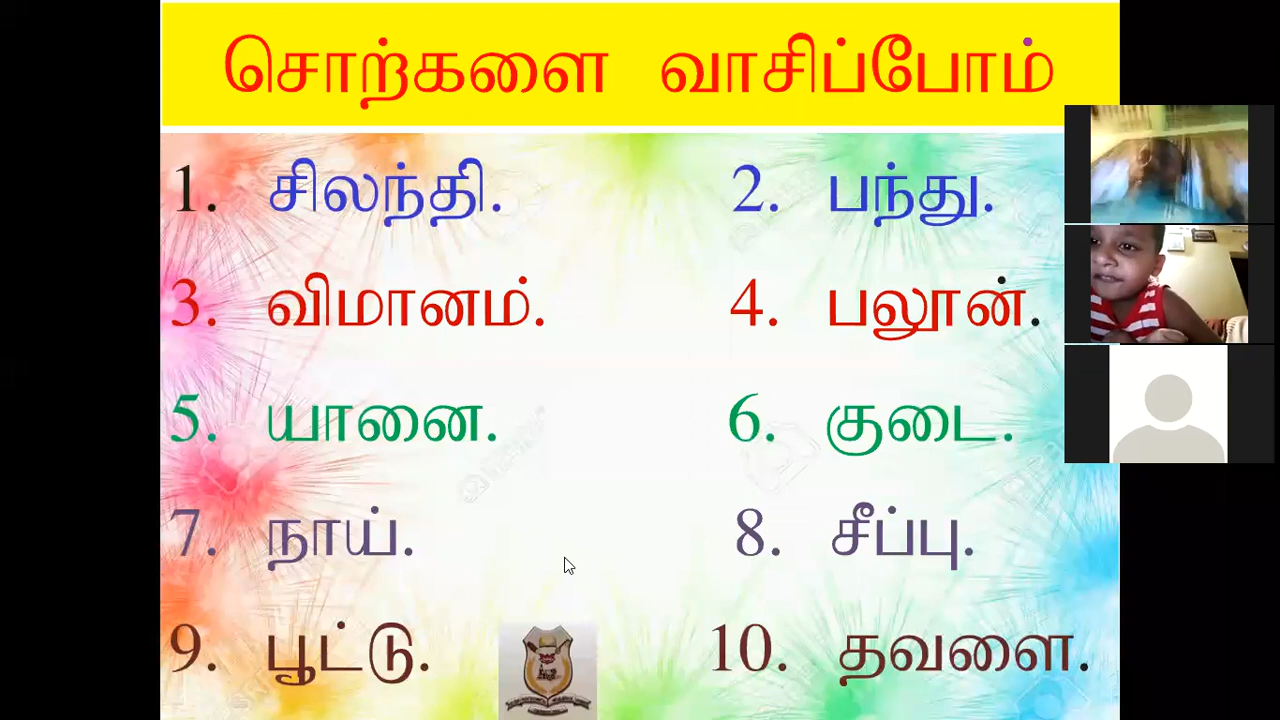 சொற்களை வாசிப்போம்
1. சிலந்தி. 2. பந்து.
3. விமானம். 4. பலூன்.
5. யானை. 6. குடை.
7. நாய். 8. சீப்பு.
9. பூட்டு. 10. தவளை.